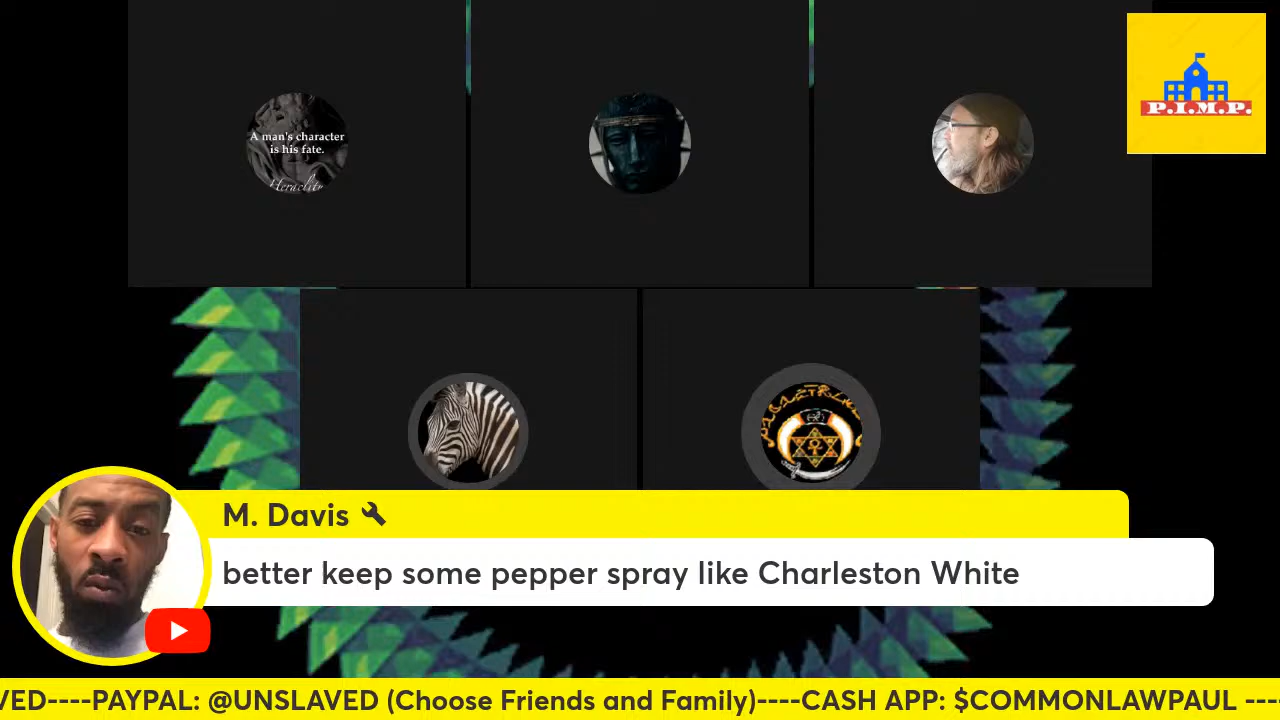 A man's character
is his fate.
P.I.M.P.
M. Davis
better keep some pepper spray like Charleston White
VED----PAYPAL: @UNSLAVED (Choose Friends and Family)----CASH APP: $COMMONLAWPAUL ---